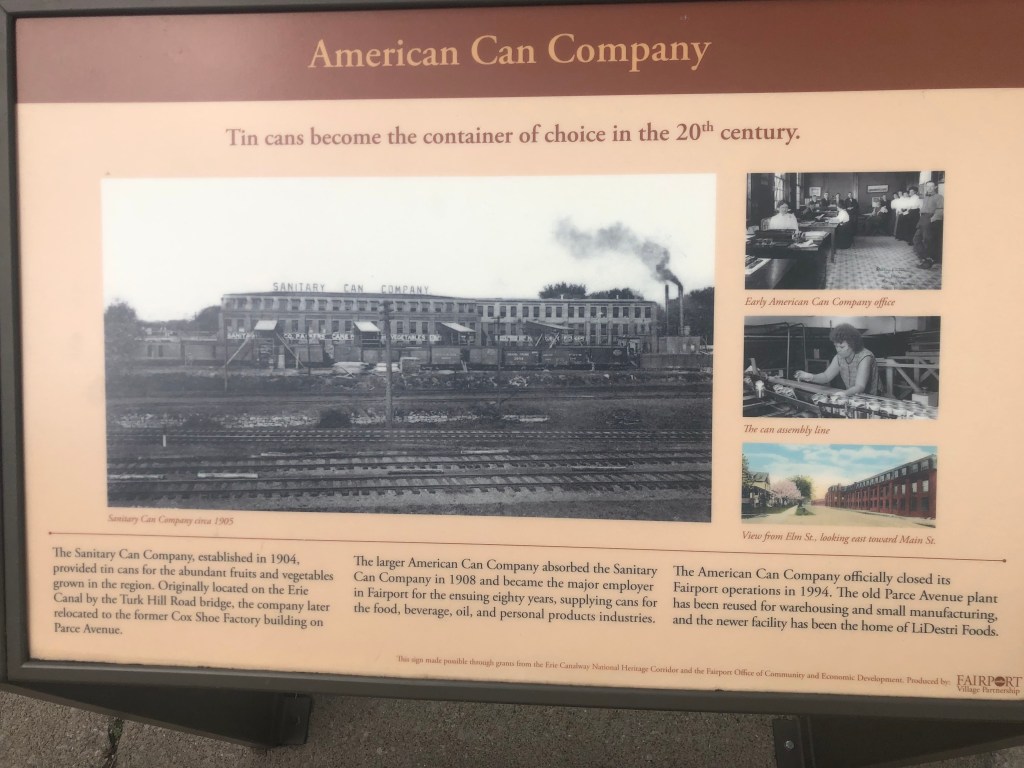 American Can Company
Tin cans become the container of choice in the 20th century.
SANITARY CAN COMPANY
SANITARY
Early American Can Company office
The can assembly line
View from Elm St., looking east toward Main St.
Sanitary Can Company circa 1905
The Sanitary Can Company, established in 1904,
provided tin cans for the abundant fruits and vegetables
grown in the region. Originally located on the Erie
Canal by the Turk Hill Road bridge, the company later
relocated to the former Cox Shoe Factory building on
Parce Avenue.
The larger American Can Company absorbed the Sanitary
Can Company in 1908 and became the major employer
in Fairport for the ensuing eighty years, supplying cans for
the food, beverage, oil, and personal products industries.
The American Can Company officially closed its
Fairport operations in 1994. The old Parce Avenue plant
has been reused for warehousing and small manufacturing,
and the newer facility has been the home of LiDestri Foods.
This sign made possible through grants from the Erie Canalway National Heritage Corridor and the Fairport Office of Community and Economic Development. Produced by:
FAIRPORT
Village Partnership